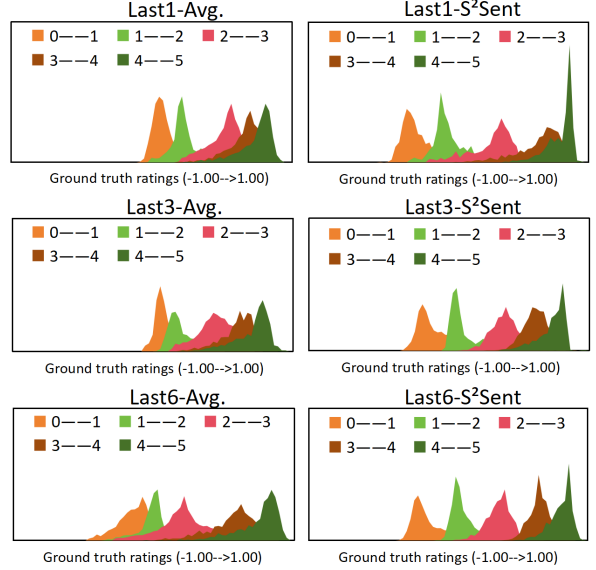 Last1-Avg.
0——1 1——2 2——3
3——4 4——5
Ground truth ratings (-1.00-->1.00)
Last1-S²Sent
0——1 1——2 2——3
3——4 4——5
Ground truth ratings (-1.00-->1.00)
Last3-Avg.
0——1 1——2 2——3
3——4 4——5
Ground truth ratings (-1.00-->1.00)
Last3-S²Sent
0——1 1——2 2——3
3——4 4——5
Ground truth ratings (-1.00-->1.00)
Last6-Avg.
0——1 1——2 2——3
3——4 4——5
Ground truth ratings (-1.00-->1.00)
Last6-S²Sent
0——1 1——2 2——3
3——4 4——5
Ground truth ratings (-1.00-->1.00)